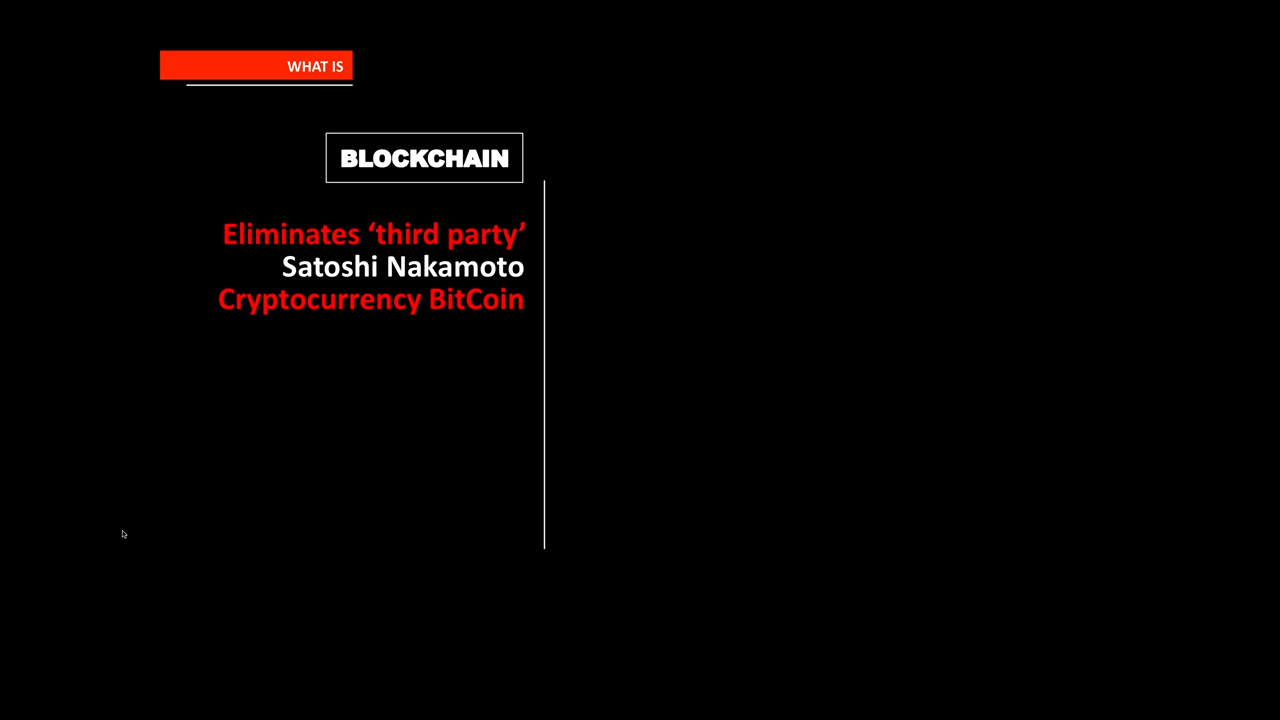 WHAT IS
BLOCKCHAIN
Eliminates ‘third party’
Satoshi Nakamoto
Cryptocurrency BitCoin